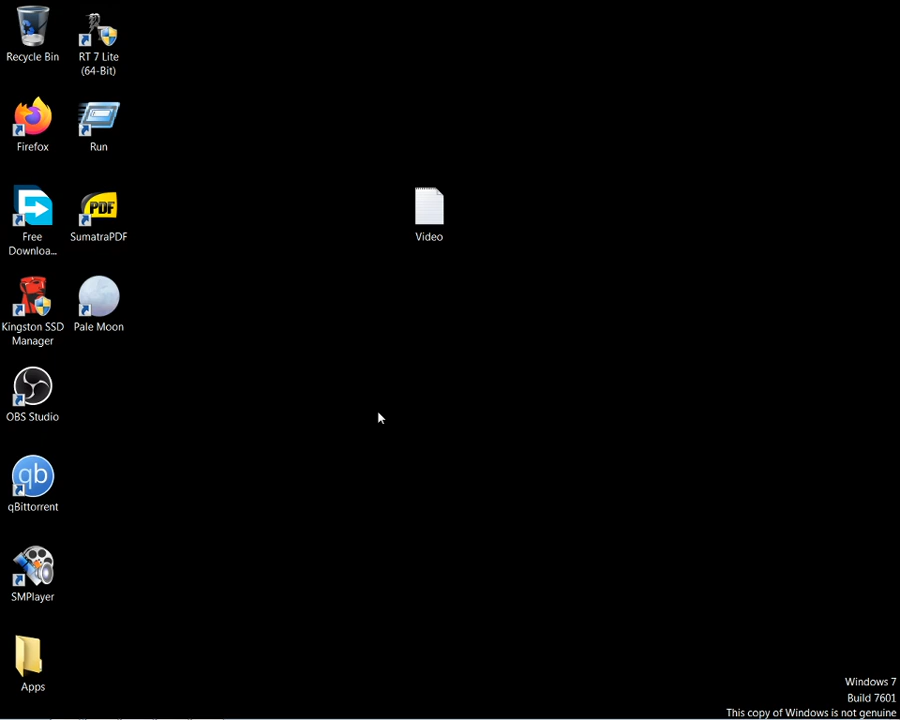 Recycle Bin
RT 7 Lite
(64-Bit)
Firefox
Run
Free
Downloa...
PDF
SumatraPDF
Video
Kingston SSD
Manager
Pale Moon
OBS Studio
qb
qBittorrent
SMPlayer
Apps
Windows 7
Build 7601
This copy of Windows is not genuine